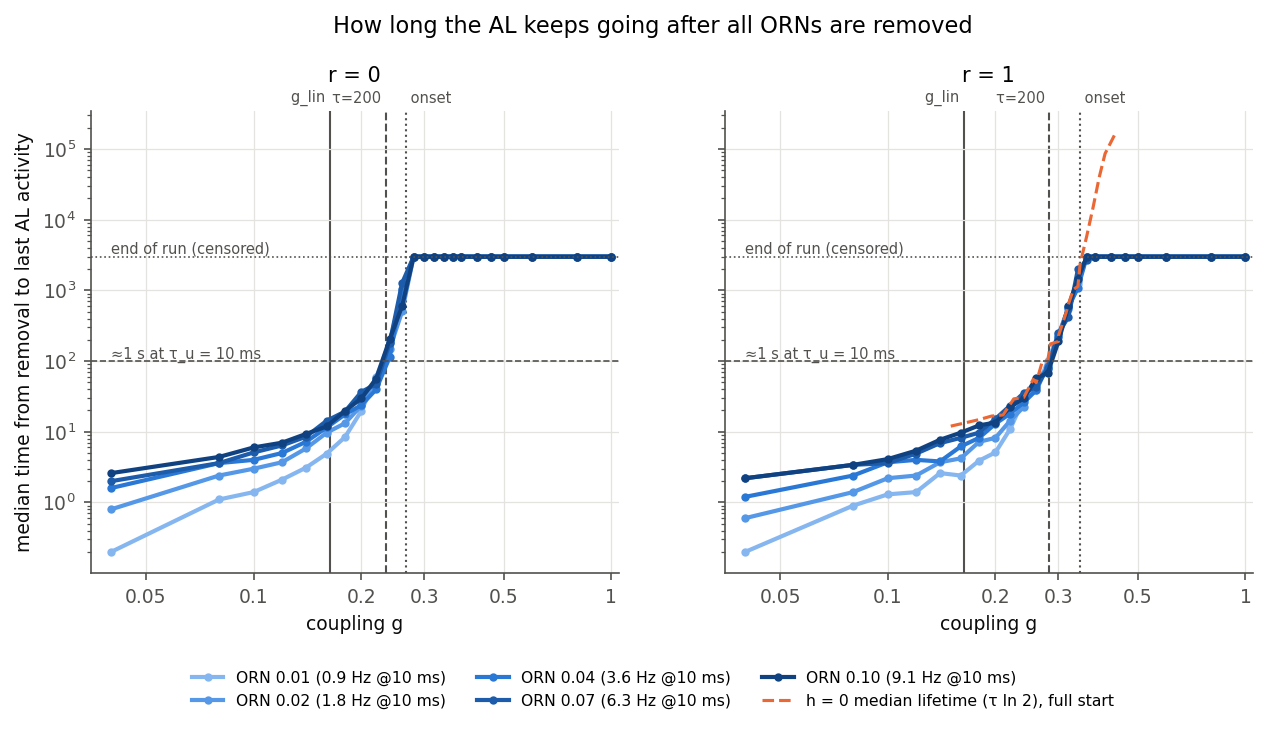 How long the AL keeps going after all ORNs are removed
r = 0
g_lin τ=200 onset
median time from removal to last AL activity
10⁵
10⁴
10³
10²
10¹
10⁰
end of run (censored)
≈1 s at τ_u = 10 ms
0.05 0.1 0.2 0.3 0.5 1
coupling g
r = 1
g_lin τ=200 onset
end of run (censored)
≈1 s at τ_u = 10 ms
0.05 0.1 0.2 0.3 0.5 1
coupling g
ORN 0.01 (0.9 Hz @10 ms) ORN 0.04 (3.6 Hz @10 ms) ORN 0.10 (9.1 Hz @10 ms)
ORN 0.02 (1.8 Hz @10 ms) ORN 0.07 (6.3 Hz @10 ms) h = 0 median lifetime (τ ln 2), full start